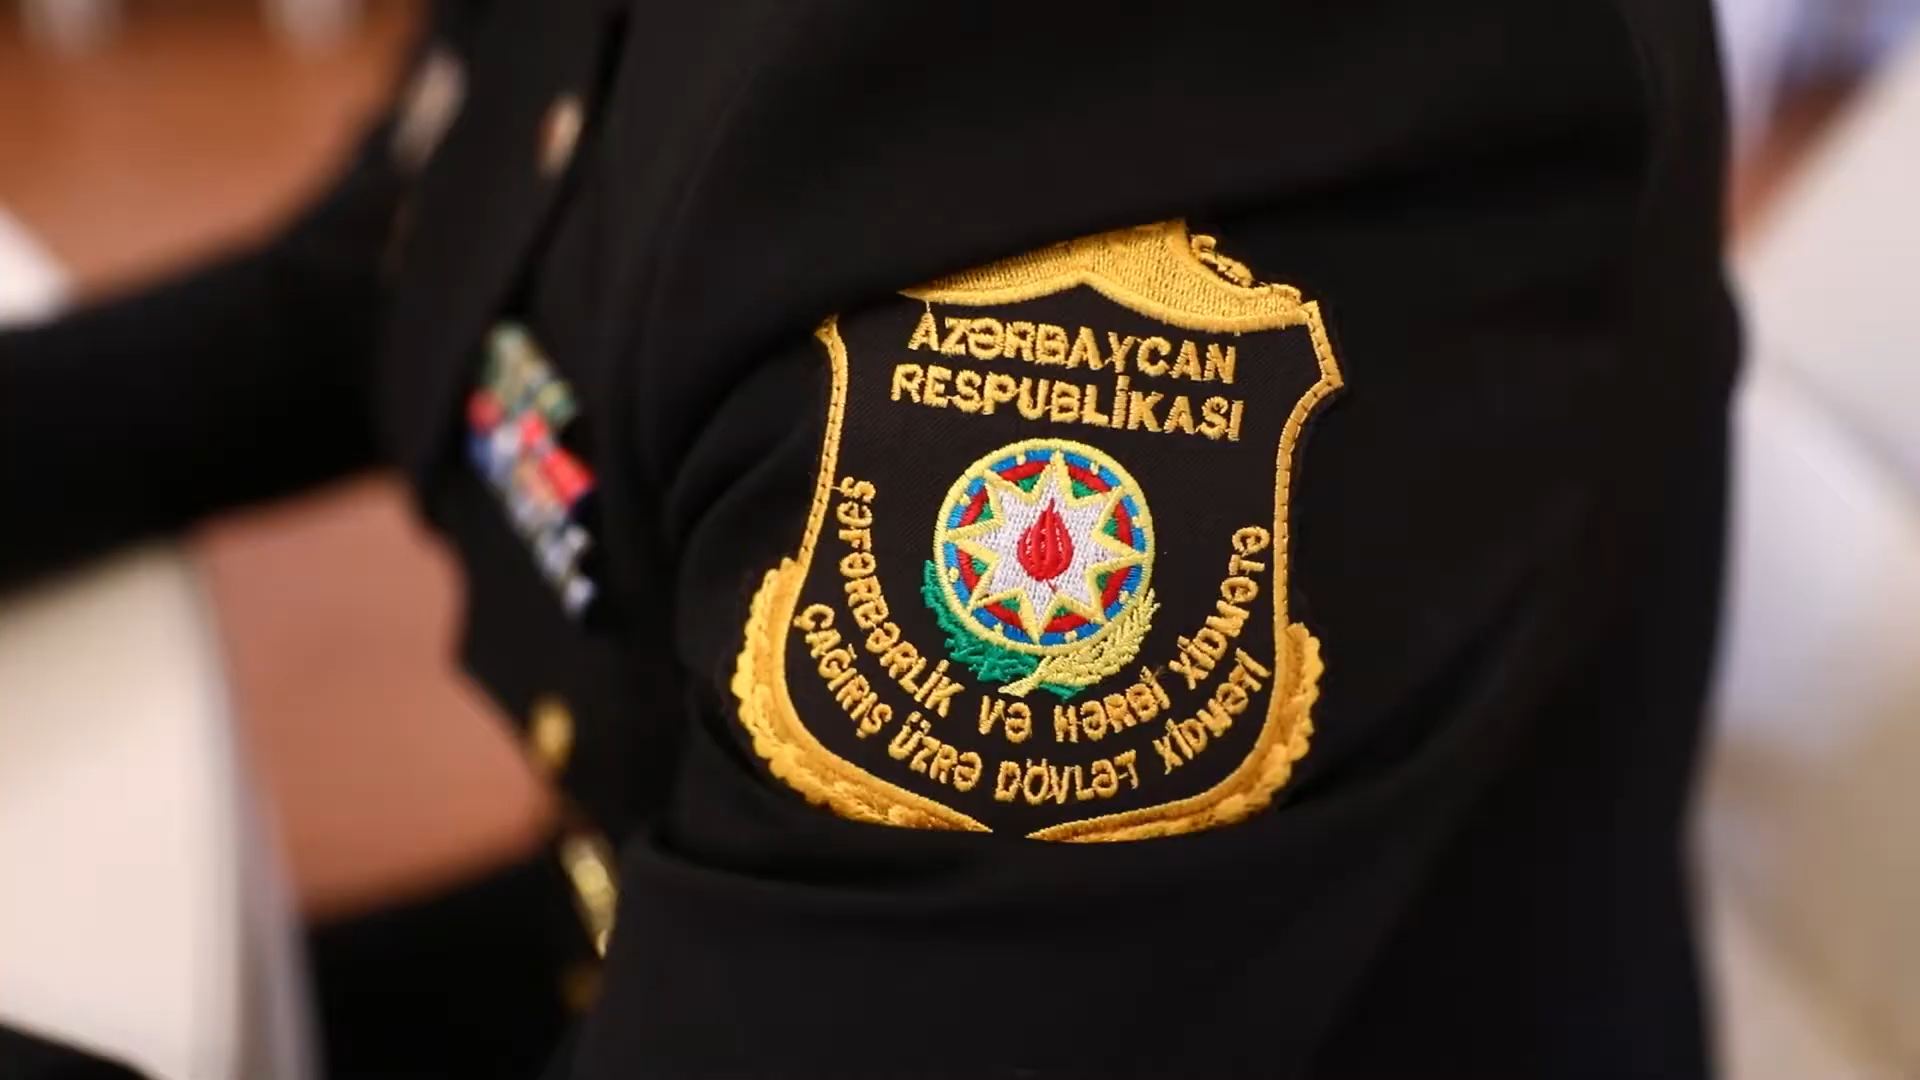 AZƏRBAYCAN
RESPUBLİKASI
SƏFƏRBƏRLİK VƏ HƏRBİ XİDMƏTƏ
ÇAĞIRIŞ ÜZRƏ DÖVLƏT XİDMƏTİ